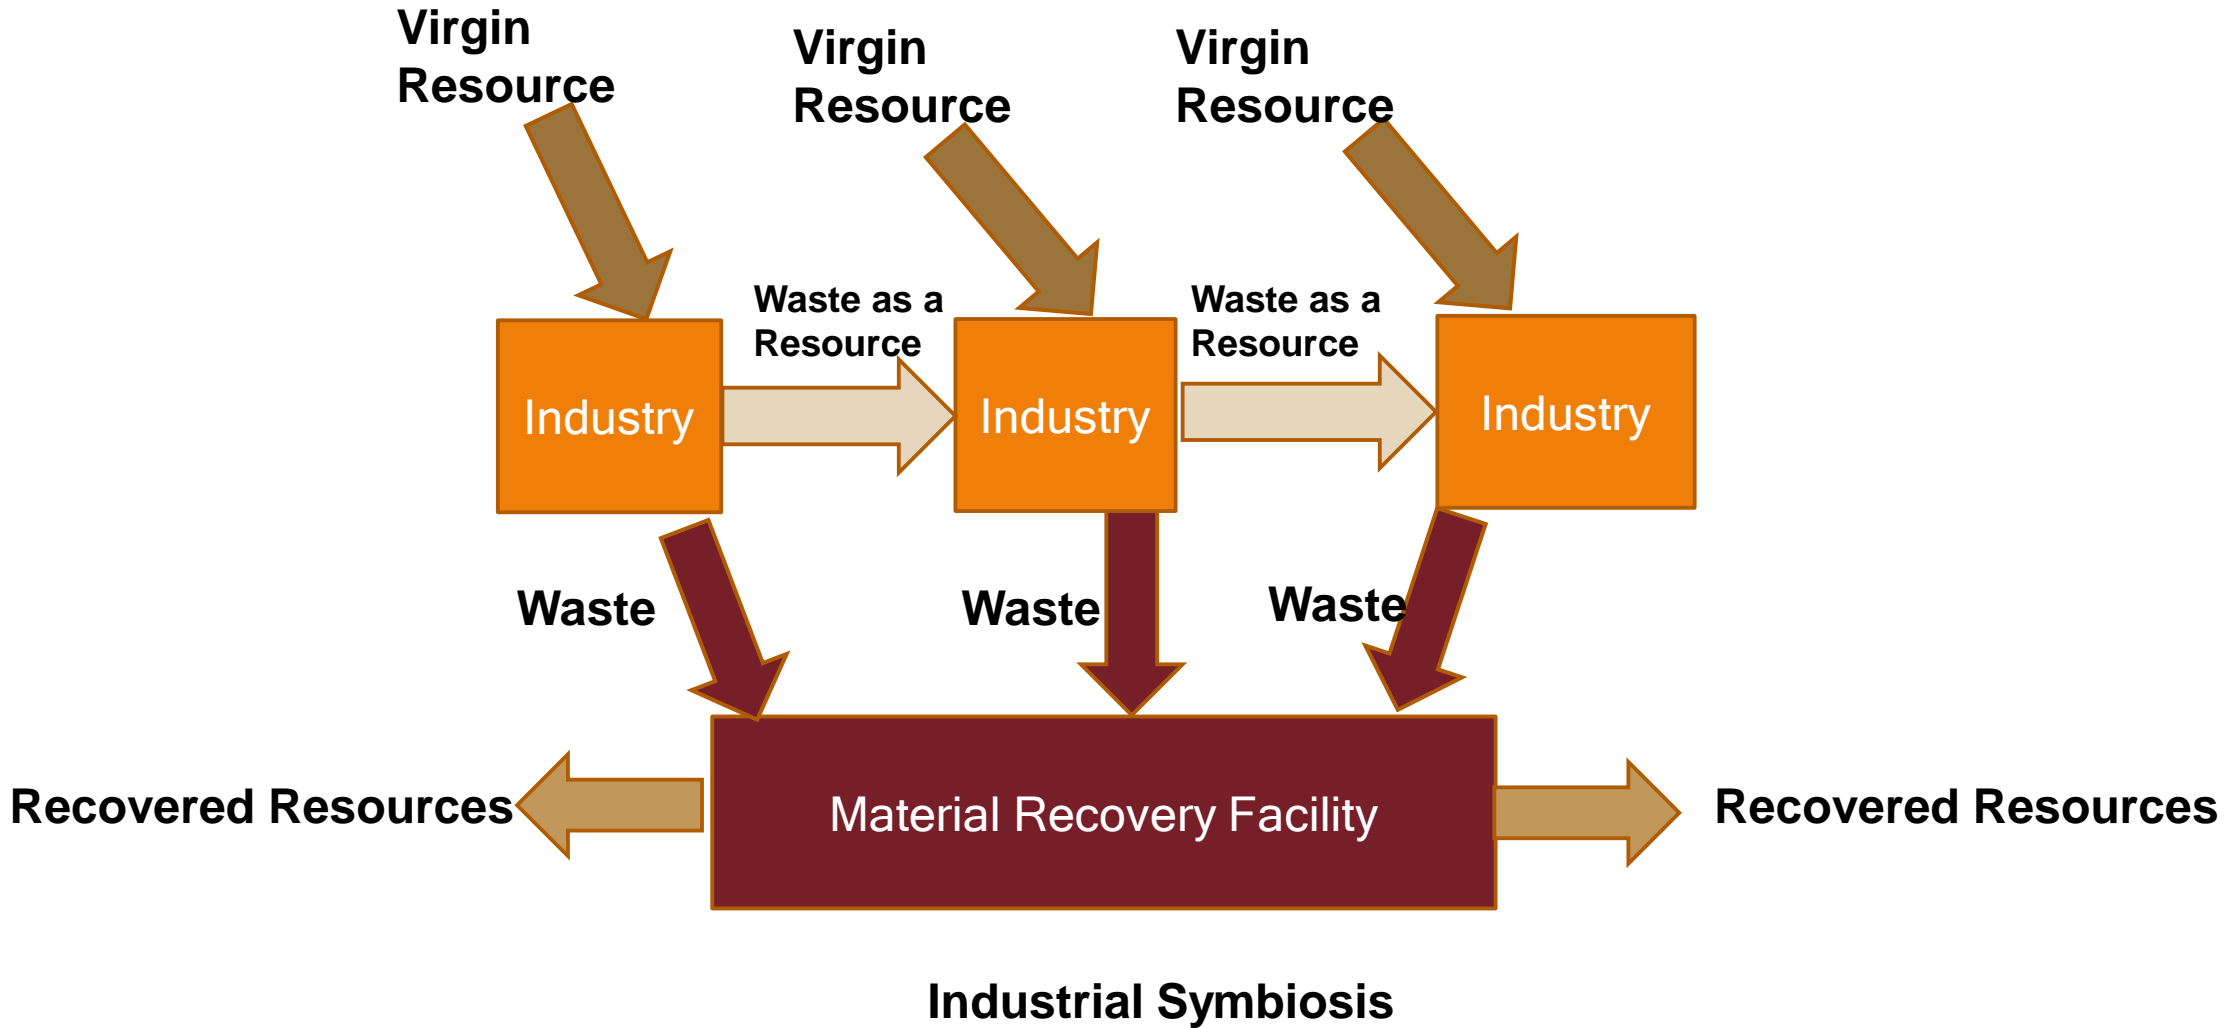 Virgin
Resource
Virgin
Resource
Virgin
Resource
Waste as a
Resource
Waste as a
Resource
Industry
Industry
Industry
Waste
Waste
Waste
Recovered Resources
Material Recovery Facility
Recovered Resources
Industrial Symbiosis